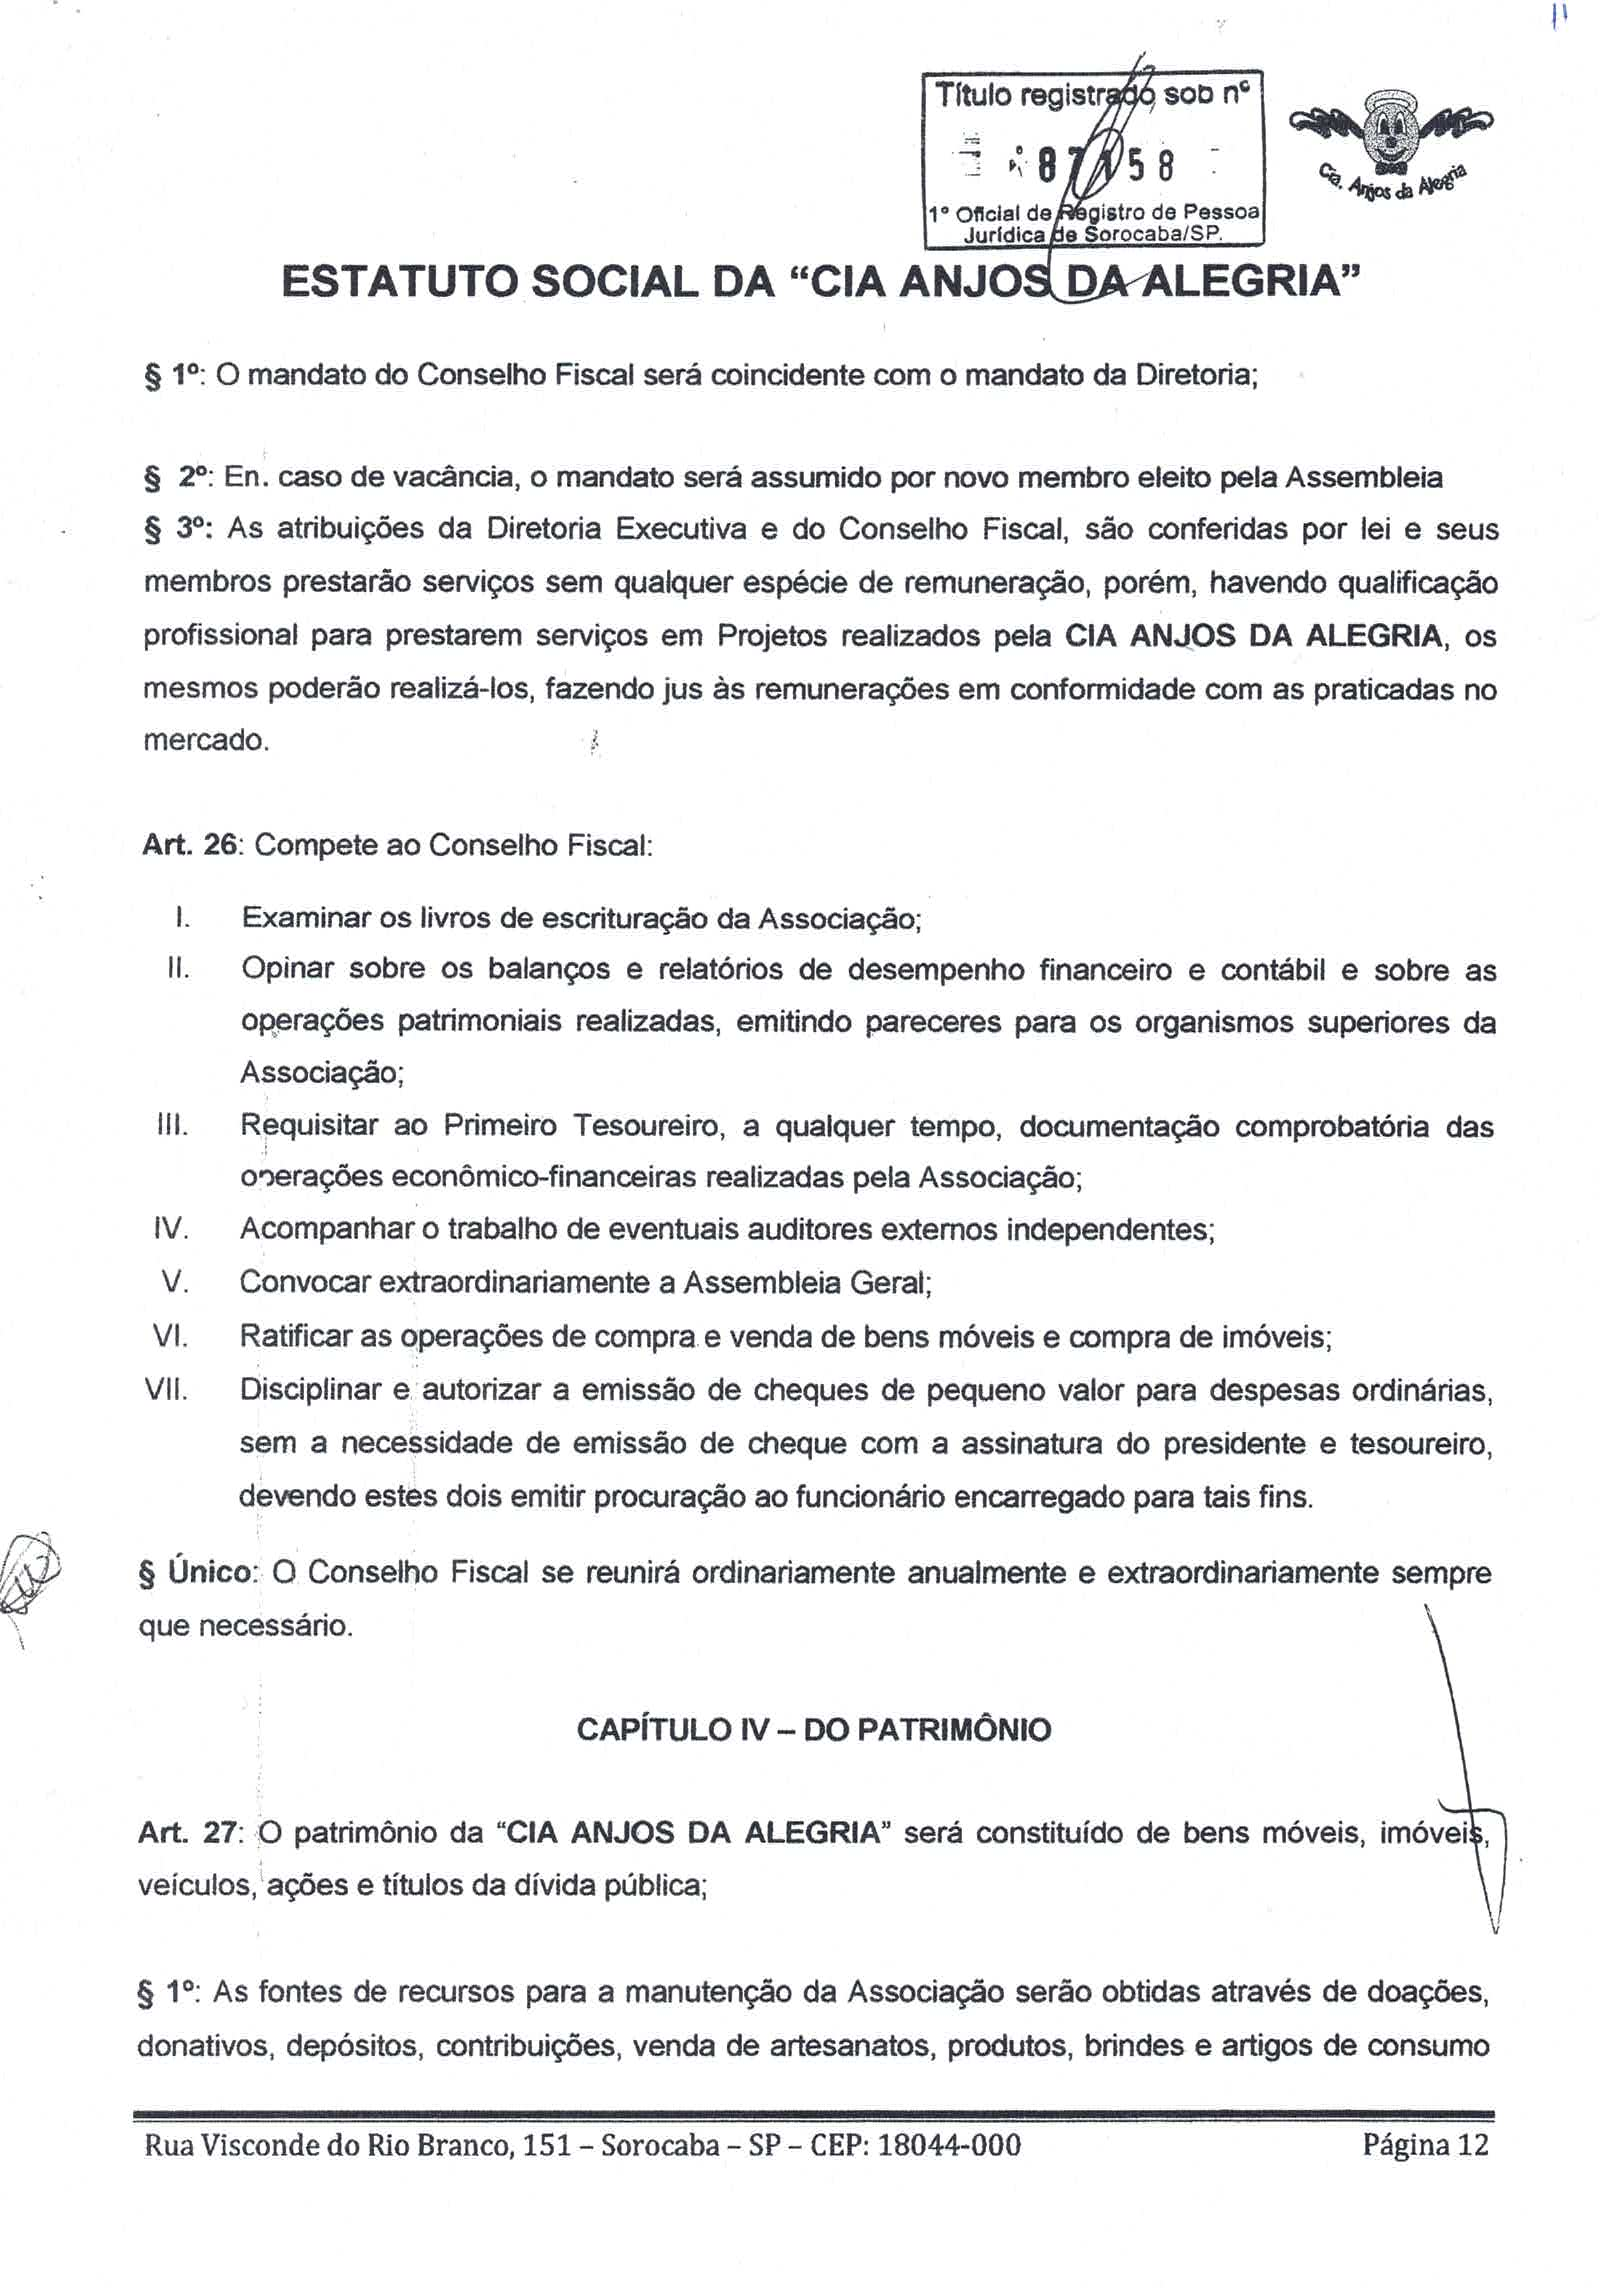 11
Título registrado sob nº
87158
1º Oficial de Registro de Pessoa
Jurídica de Sorocaba/SP.
Cia. Anjos da Alegria
ESTATUTO SOCIAL DA “CIA ANJOS DA ALEGRIA”
§ 1º: O mandato do Conselho Fiscal será coincidente com o mandato da Diretoria;
§ 2º: En. caso de vacância, o mandato será assumido por novo membro eleito pela Assembleia
§ 3º: As atribuições da Diretoria Executiva e do Conselho Fiscal, são conferidas por lei e seus
membros prestarão serviços sem qualquer espécie de remuneração, porém, havendo qualificação
profissional para prestarem serviços em Projetos realizados pela CIA ANJOS DA ALEGRIA, os
mesmos poderão realizá-los, fazendo jus às remunerações em conformidade com as praticadas no
mercado.
Art. 26: Compete ao Conselho Fiscal:
I. Examinar os livros de escrituração da Associação;
II. Opinar sobre os balanços e relatórios de desempenho financeiro e contábil e sobre as
operações patrimoniais realizadas, emitindo pareceres para os organismos superiores da
Associação;
III. Requisitar ao Primeiro Tesoureiro, a qualquer tempo, documentação comprobatória das
operações econômico-financeiras realizadas pela Associação;
IV. Acompanhar o trabalho de eventuais auditores externos independentes;
V. Convocar extraordinariamente a Assembleia Geral;
VI. Ratificar as operações de compra e venda de bens móveis e compra de imóveis;
VII. Disciplinar e autorizar a emissão de cheques de pequeno valor para despesas ordinárias,
sem a necessidade de emissão de cheque com a assinatura do presidente e tesoureiro,
devendo estes dois emitir procuração ao funcionário encarregado para tais fins.
§ Único: O Conselho Fiscal se reunirá ordinariamente anualmente e extraordinariamente sempre
que necessário.
CAPÍTULO IV – DO PATRIMÔNIO
Art. 27: O patrimônio da “CIA ANJOS DA ALEGRIA” será constituído de bens móveis, imóveis,
veículos, ações e títulos da dívida pública;
§ 1º: As fontes de recursos para a manutenção da Associação serão obtidas através de doações,
donativos, depósitos, contribuições, venda de artesanatos, produtos, brindes e artigos de consumo
Rua Visconde do Rio Branco, 151 – Sorocaba – SP – CEP: 18044-000 Página 12